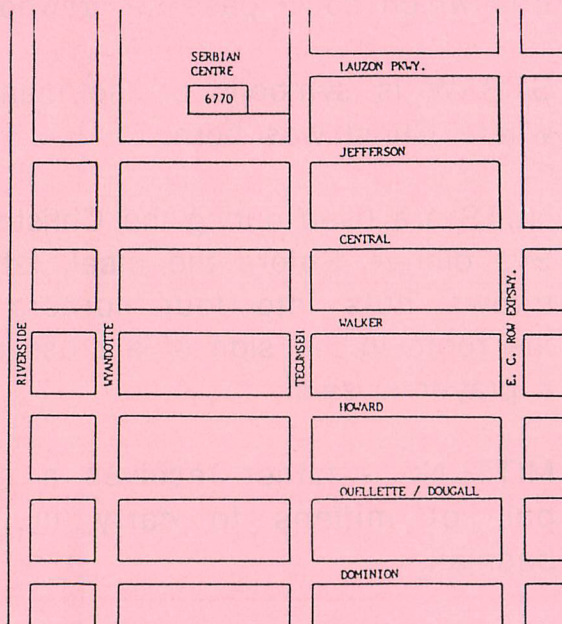 SERBIAN
CENTRE
6770
LAUZON PKWY.
JEFFERSON
CENTRAL
WALKER
HOWARD
OUELLETTE / DOUGALL
DOMINION
RIVERSIDE
WYANDOTTE
TECUMSEH
E. C. ROW EXPSWY.